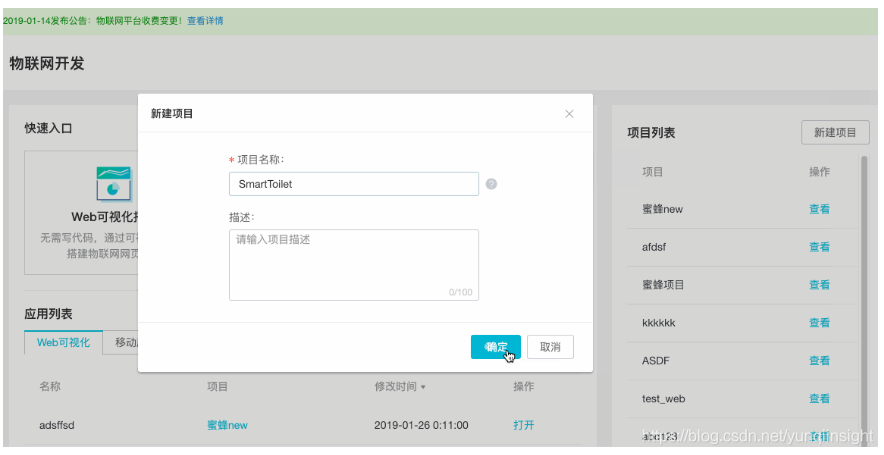 2019-01-14发布公告：物联网平台收费变更！查看详情
物联网开发
快速入口
Web可视化
无需写代码，通过可
搭建物联网网页
应用列表
Web可视化 移动
名称 项目 修改时间 操作
adsffsd 蜜蜂new 2019-01-26 0:11:00 打开
新建项目
* 项目名称：
SmartToilet
描述：
请输入项目描述
0/100
确定 取消
项目列表 新建项目
项目 操作
蜜蜂new 查看
afdsf 查看
蜜蜂项目 查看
kkkkkk 查看
ASDF 查看
test_web 查看
abc123 查看
https://blog.csdn.net/yunqiinsight